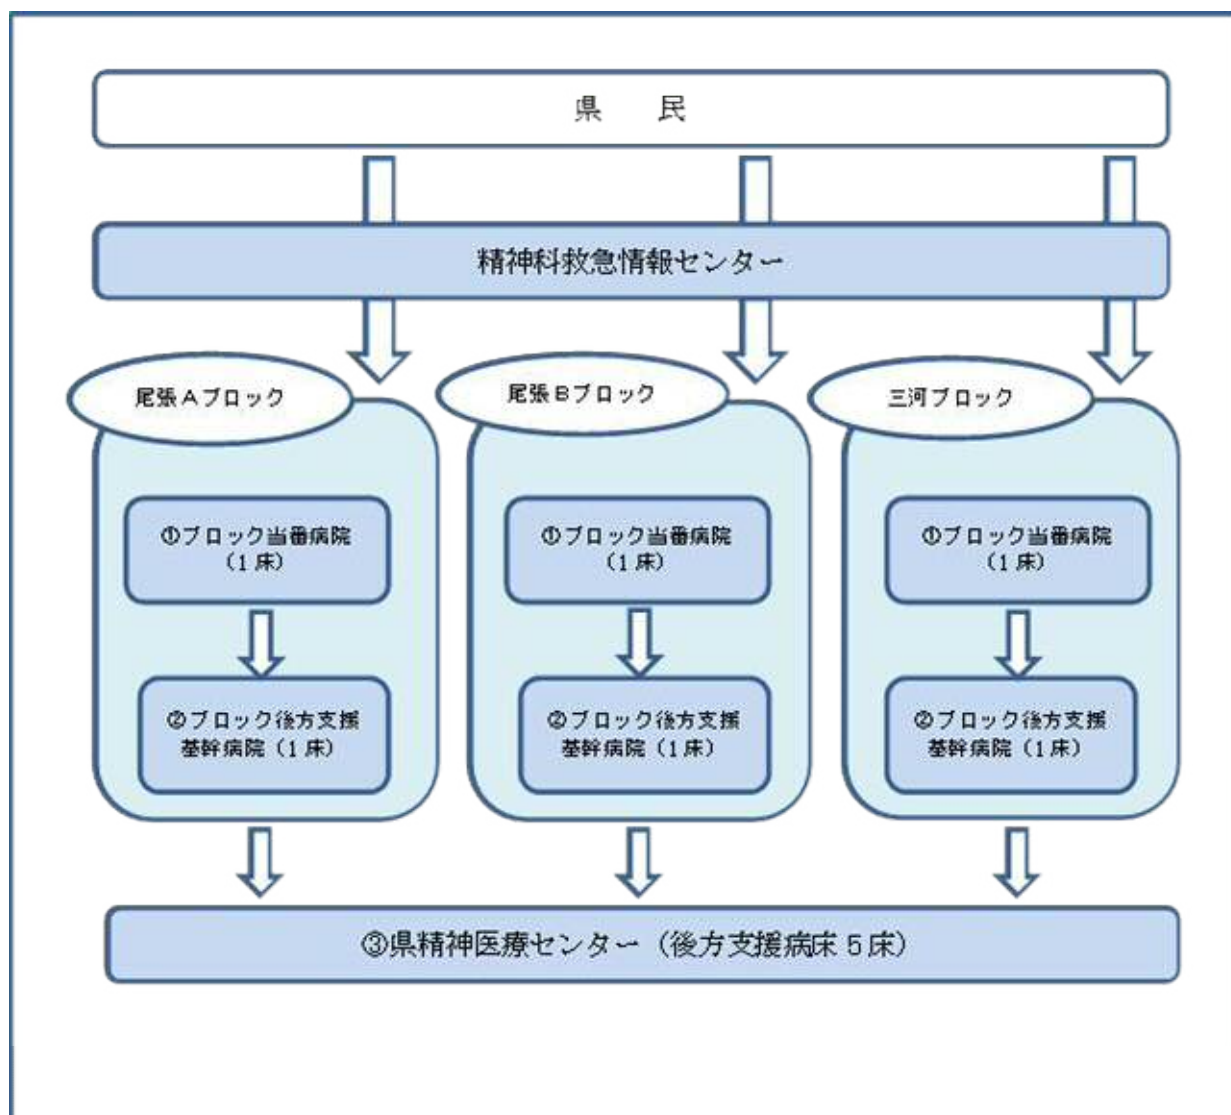 県　　民
精神科救急情報センター
尾張Aブロック
①ブロック当番病院
（1床）
②ブロック後方支援
基幹病院（1床）
尾張Bブロック
①ブロック当番病院
（1床）
②ブロック後方支援
基幹病院（1床）
三河ブロック
①ブロック当番病院
（1床）
②ブロック後方支援
基幹病院（1床）
③県精神医療センター（後方支援病床5床）